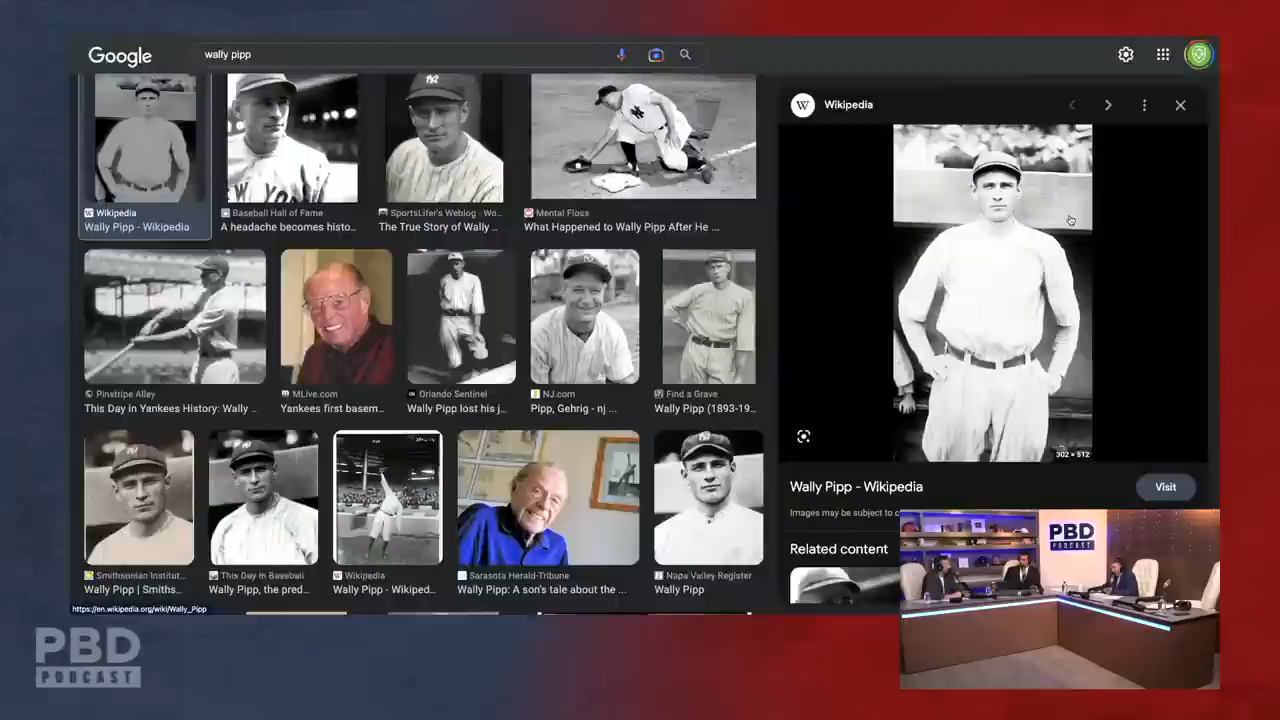 Google
wally pipp
Wikipedia
Wally Pipp - Wikipedia
Baseball Hall of Fame
A headache becomes histo...
SportsLifer's Weblog - Wo...
The True Story of Wally ...
Mental Floss
What Happened to Wally Pipp After He ...
Pinstripe Alley
This Day in Yankees History: Wally ...
MLive.com
Yankees first basem...
Orlando Sentinel
Wally Pipp lost his j...
NJ.com
Pipp, Gehrig - nj ...
Find a Grave
Wally Pipp (1893-19...
Smithsonian Institut...
Wally Pipp | Smiths...
This Day In Baseball
Wally Pipp, the pred...
Wikipedia
Wally Pipp - Wikiped...
Sarasota Herald-Tribune
Wally Pipp: A son's tale about the ...
Napa Valley Register
Wally Pipp
https://en.wikipedia.org/wiki/Wally_Pipp
W Wikipedia
302 × 512
Wally Pipp - Wikipedia
Visit
Images may be subject to c
Related content
PBD
PODCAST
PBD
PODCAST